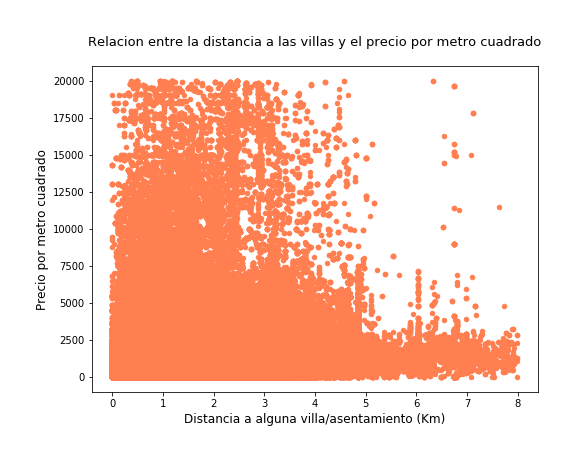 Relacion entre la distancia a las villas y el precio por metro cuadrado
20000
17500
15000
12500
10000
7500
5000
2500
0
Precio por metro cuadrado
0 1 2 3 4 5 6 7 8
Distancia a alguna villa/asentamiento (Km)